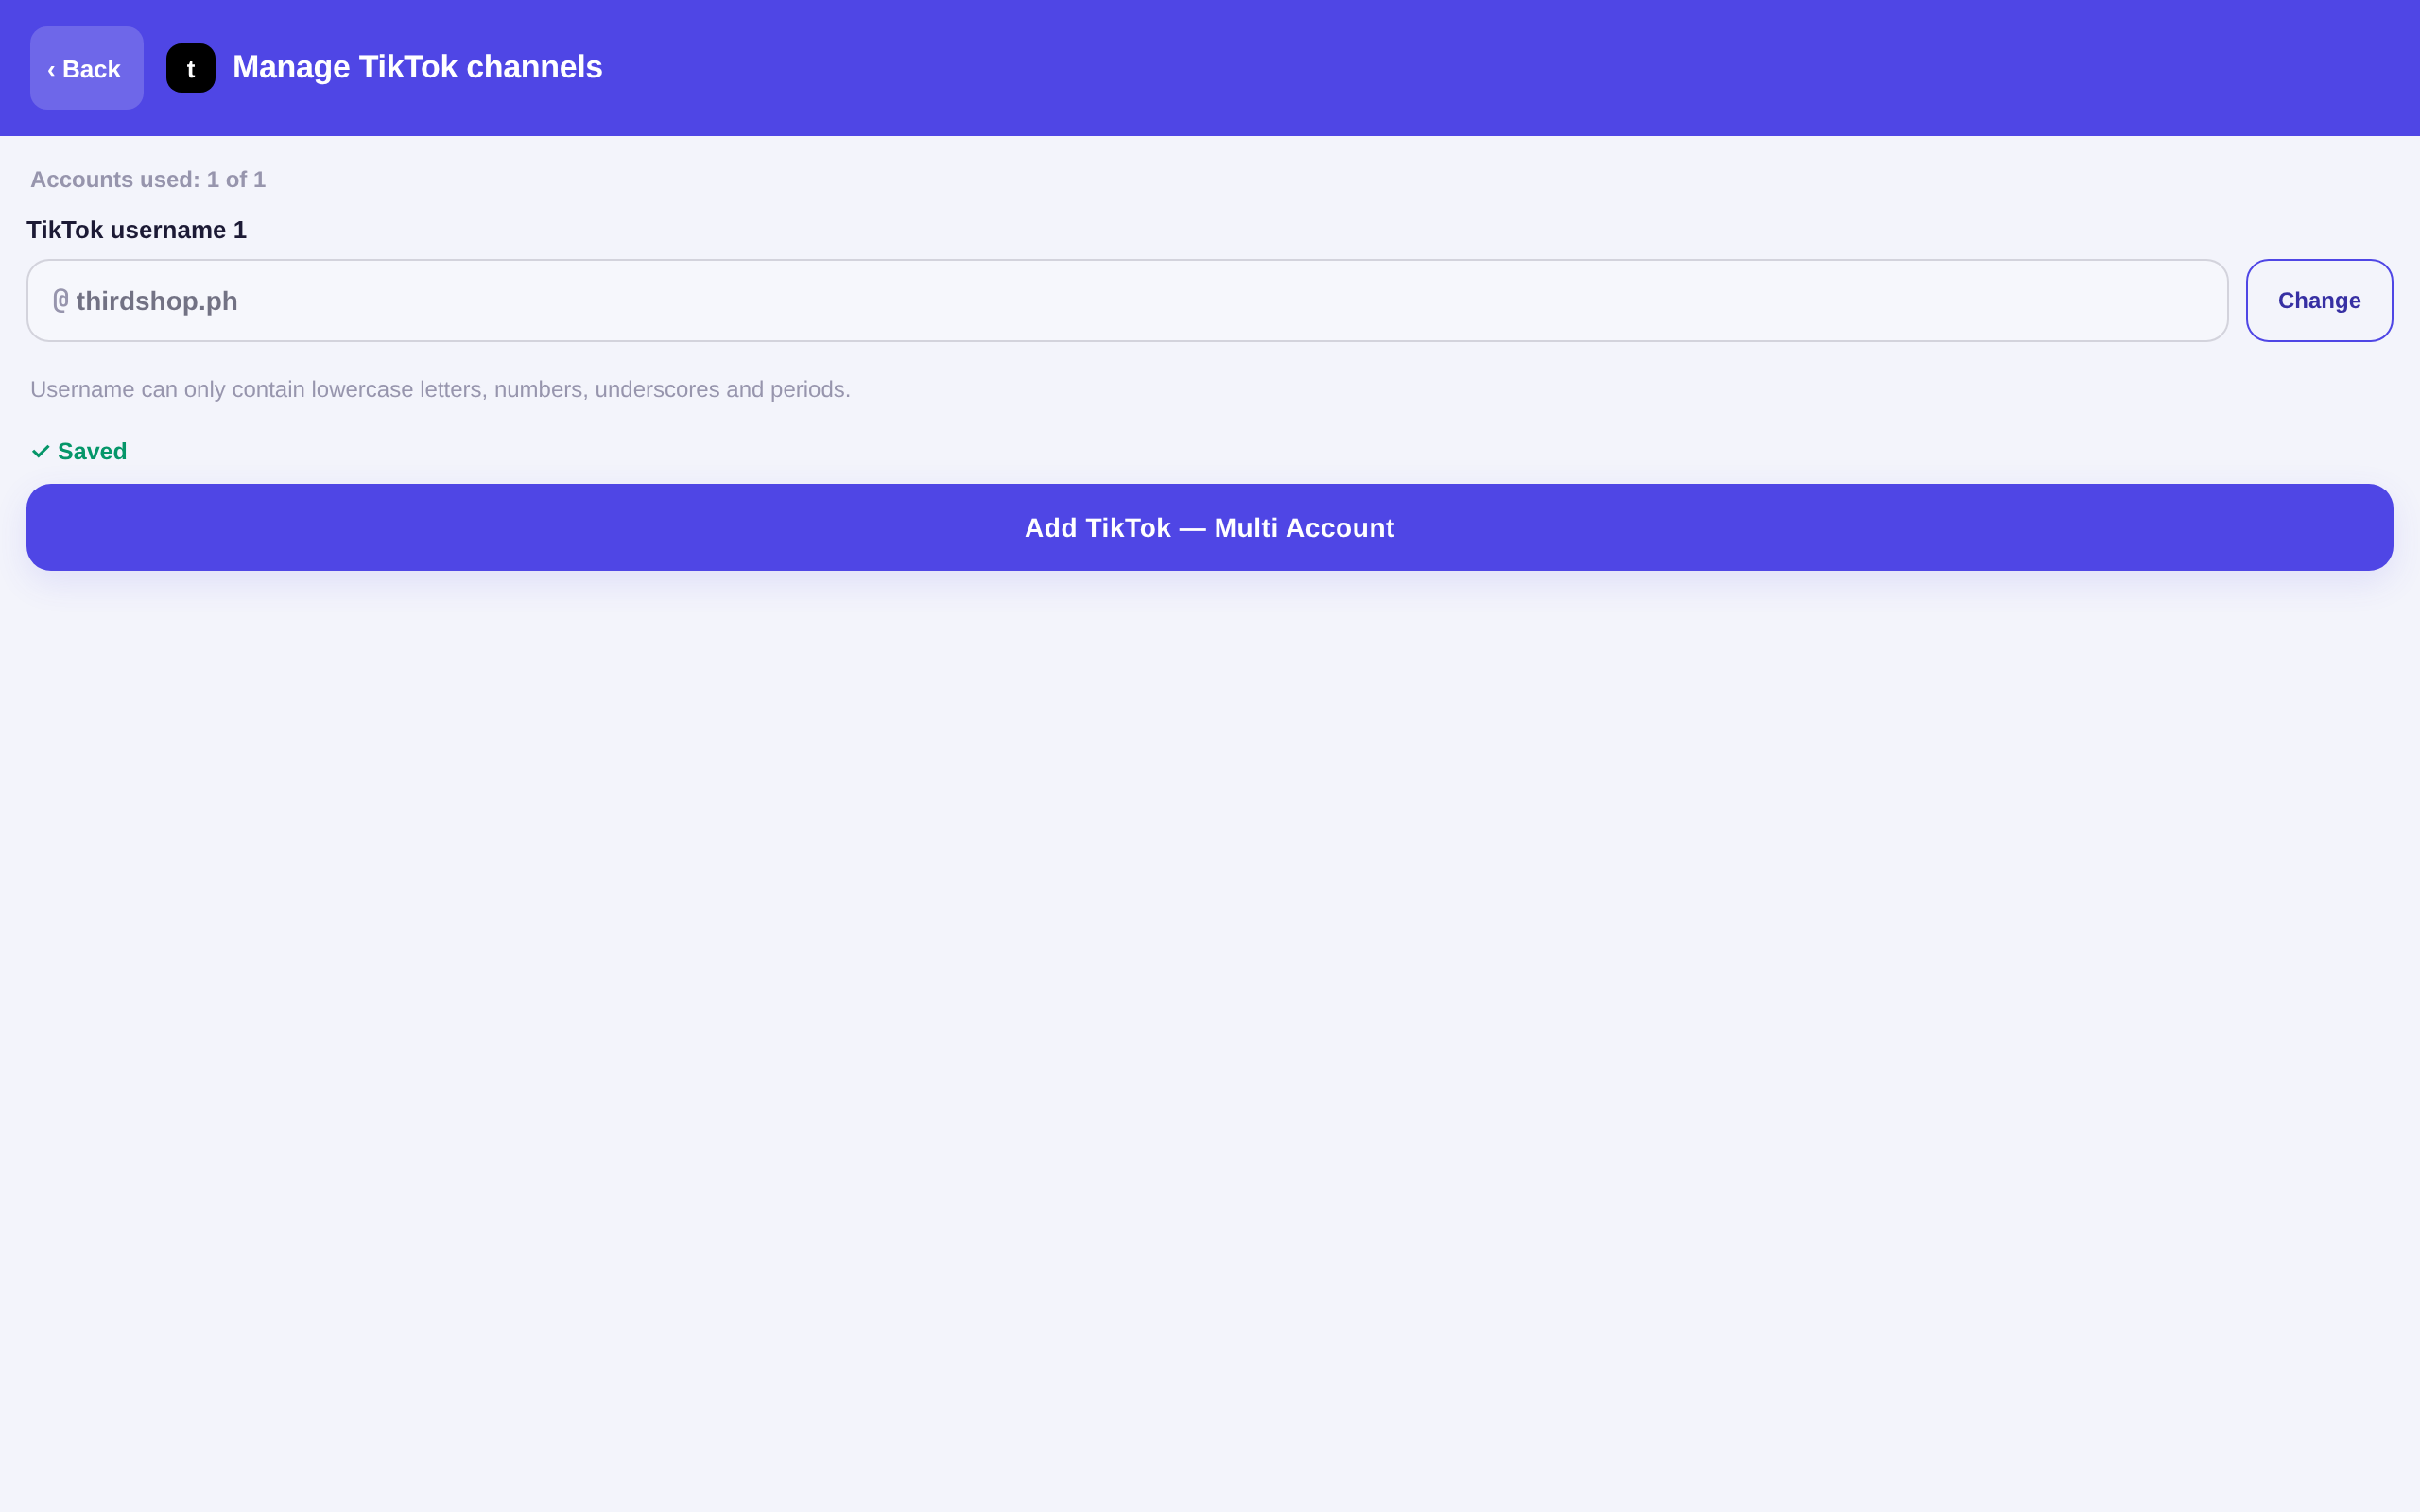 ‹ Back
t
Manage TikTok channels
Accounts used: 1 of 1
TikTok username 1
@ thirdshop.ph
Change
Username can only contain lowercase letters, numbers, underscores and periods.
✓ Saved
Add TikTok — Multi Account